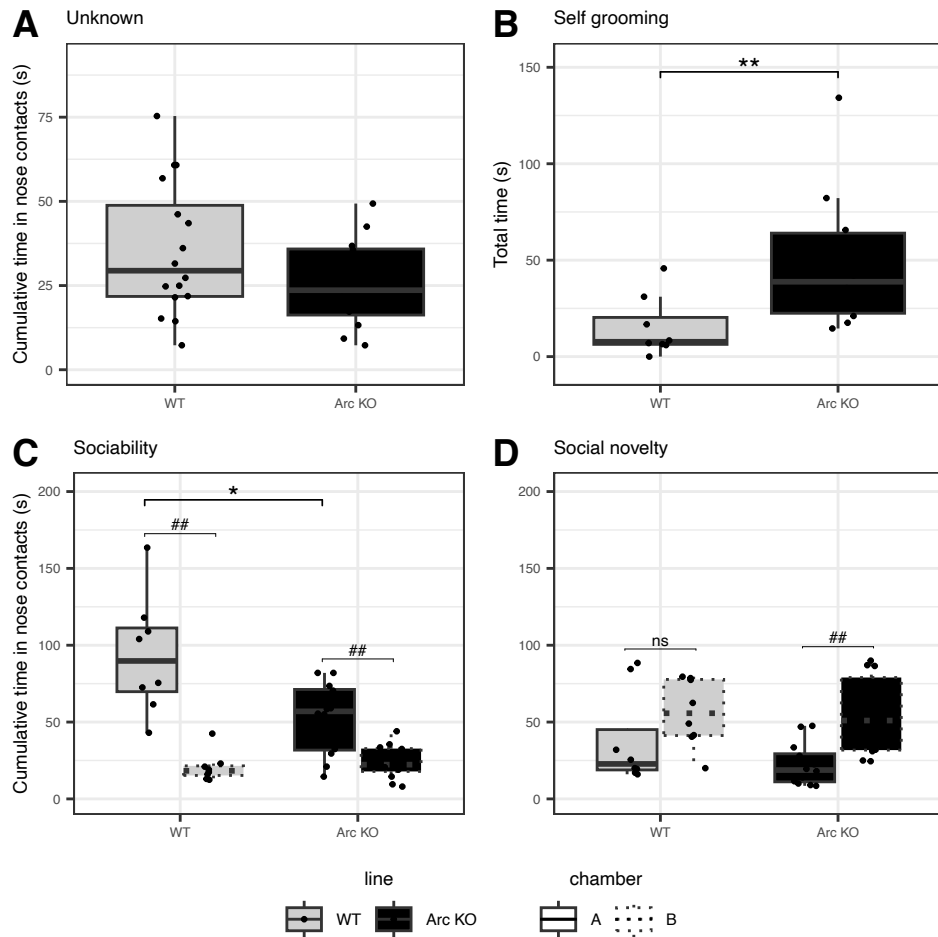 A Unknown
Cumulative time in nose contacts (s)
75
50
25
0
WT Arc KO
B Self grooming
Total time (s)
**
150
100
50
0
WT Arc KO
C Sociability
Cumulative time in nose contacts (s)
200
*
##
150
100
##
50
0
WT Arc KO
D Social novelty
200
150
100
ns ##
50
0
WT Arc KO
line chamber
WT Arc KO A B